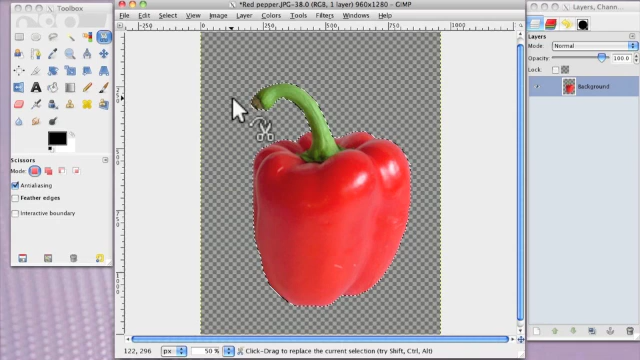 Toolbox
*Red pepper.JPG-38.0 (RGB, 1 layer) 960x1280 – GIMP
Layers, Chann...
File Edit Select View Image Layer Colors Tools Filters Windows Help
Layers
Mode: Normal
Opacity: 100.0
Lock:
Background
Scissors
Mode:
Antialiasing
Feather edges
Interactive boundary
122, 296 px 50 % Click-Drag to replace the current selection (try Shift, Ctrl, Alt)